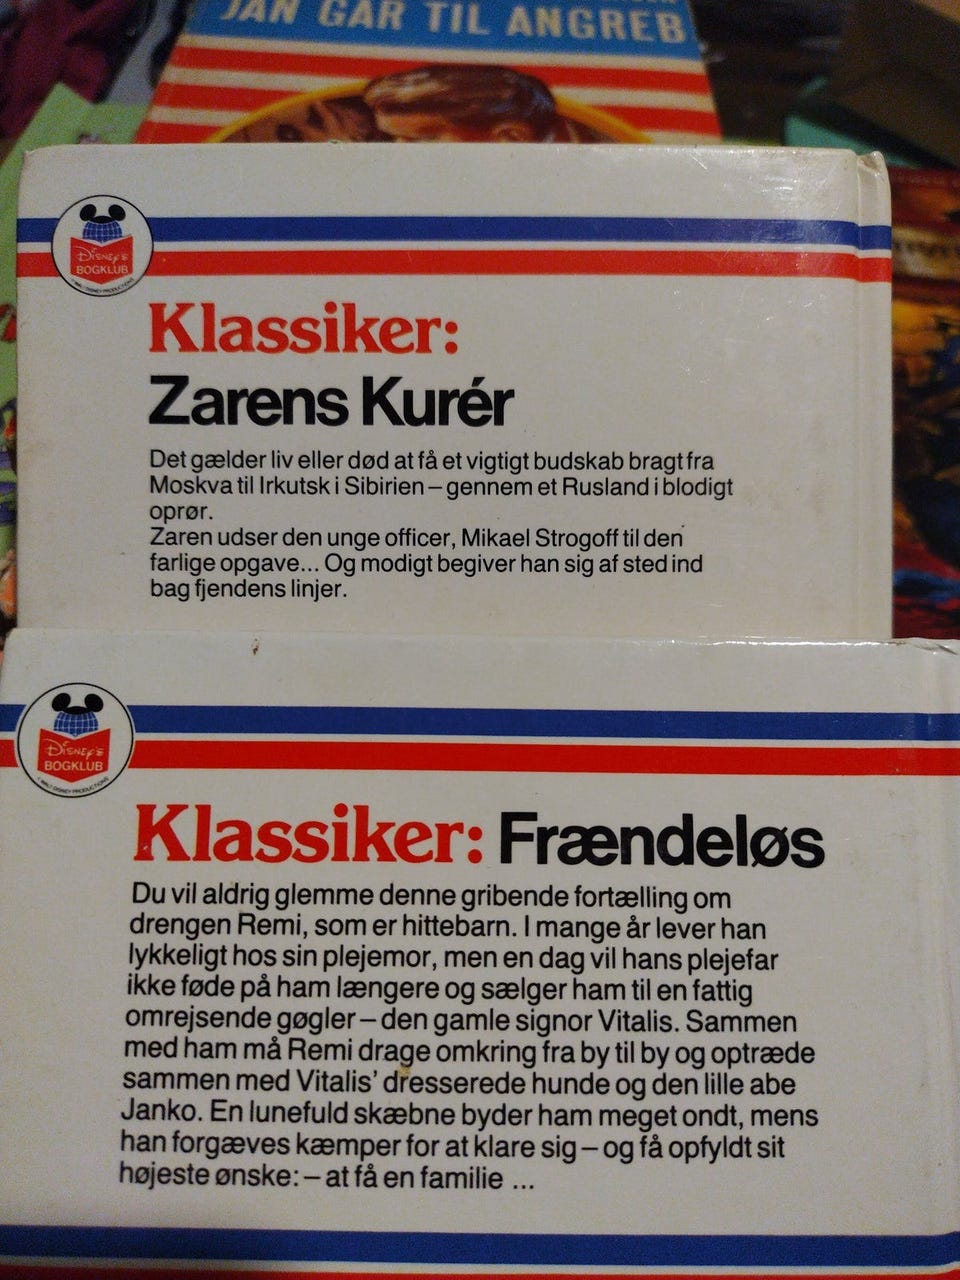 JAN GÅR TIL ANGREB
DISNEY'S
BOGKLUB
© WALT DISNEY PRODUCTIONS
Klassiker:
Zarens Kurér
Det gælder liv eller død at få et vigtigt budskab bragt fra
Moskva til Irkutsk i Sibirien – gennem et Rusland i blodigt
oprør.
Zaren udser den unge officer, Mikael Strogoff til den
farlige opgave... Og modigt begiver han sig af sted ind
bag fjendens linjer.
DISNEY'S
BOGKLUB
© WALT DISNEY PRODUCTIONS
Klassiker: Frændeløs
Du vil aldrig glemme denne gribende fortælling om
drengen Remi, som er hittebarn. I mange år lever han
lykkeligt hos sin plejemor, men en dag vil hans plejefar
ikke føde på ham længere og sælger ham til en fattig
omrejsende gøgler – den gamle signor Vitalis. Sammen
med ham må Remi drage omkring fra by til by og optræde
sammen med Vitalis' dresserede hunde og den lille abe
Janko. En lunefuld skæbne byder ham meget ondt, mens
han forgæves kæmper for at klare sig – og få opfyldt sit
højeste ønske: – at få en familie ...